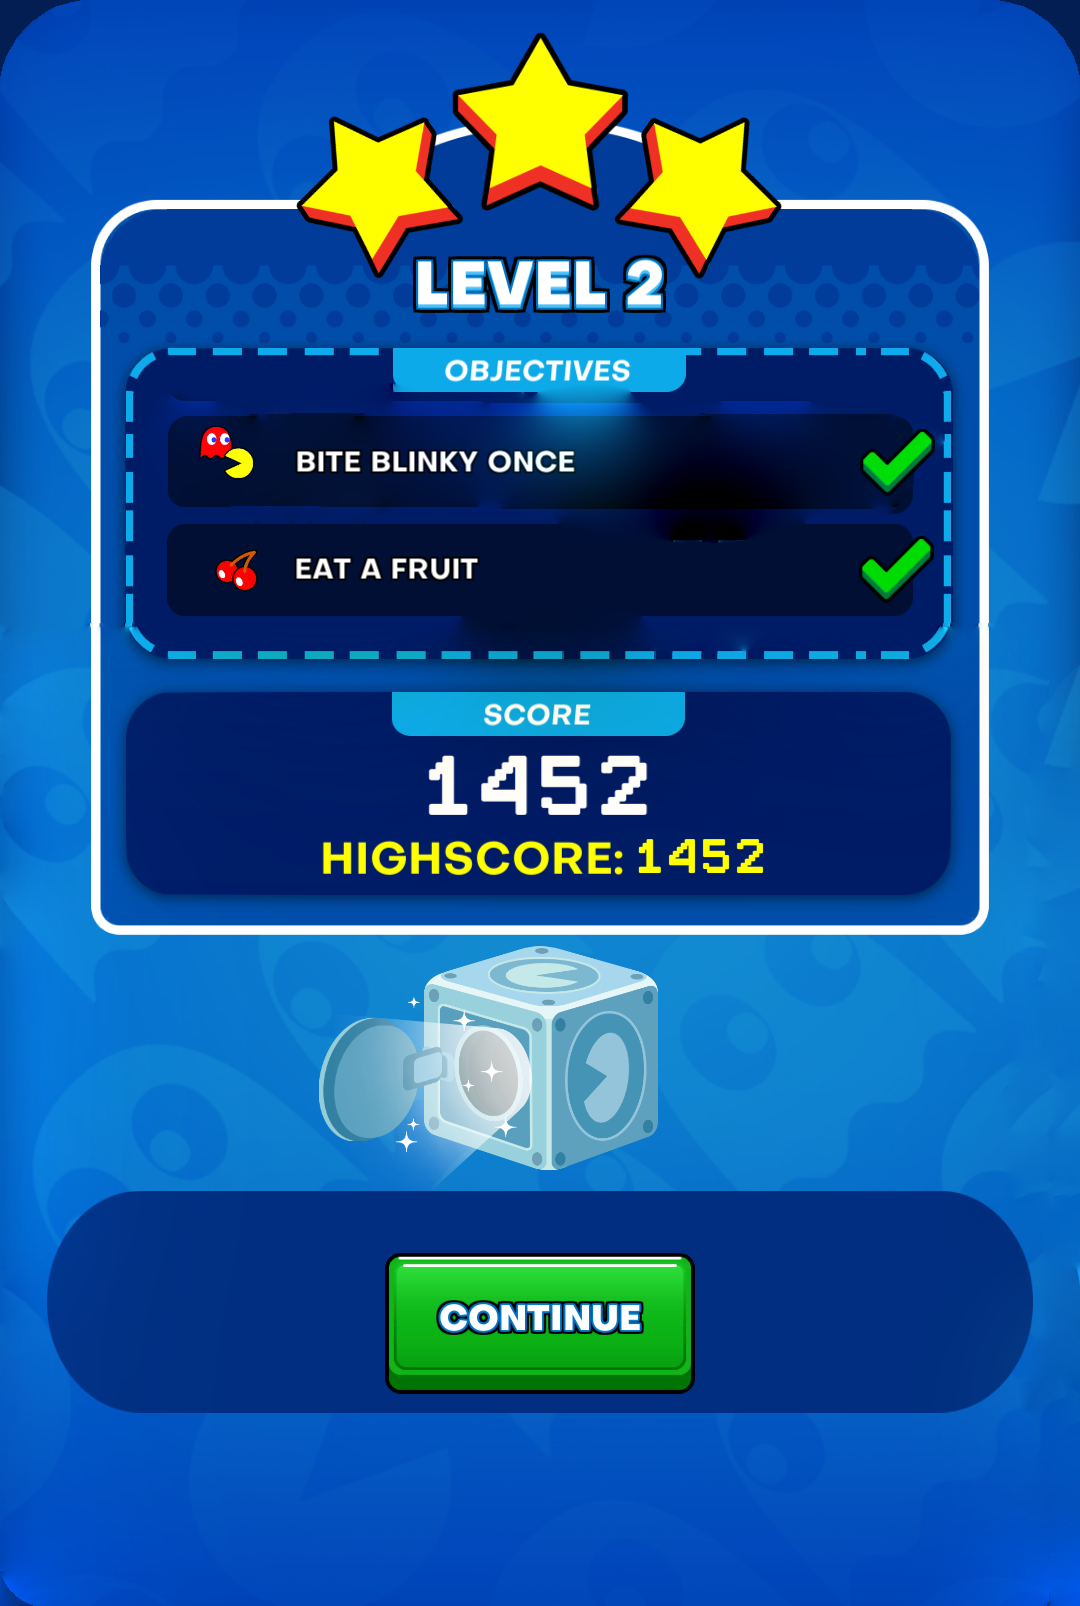 LEVEL 2
OBJECTIVES
BITE BLINKY ONCE
EAT A FRUIT
SCORE
1452
HIGHSCORE: 1452
CONTINUE